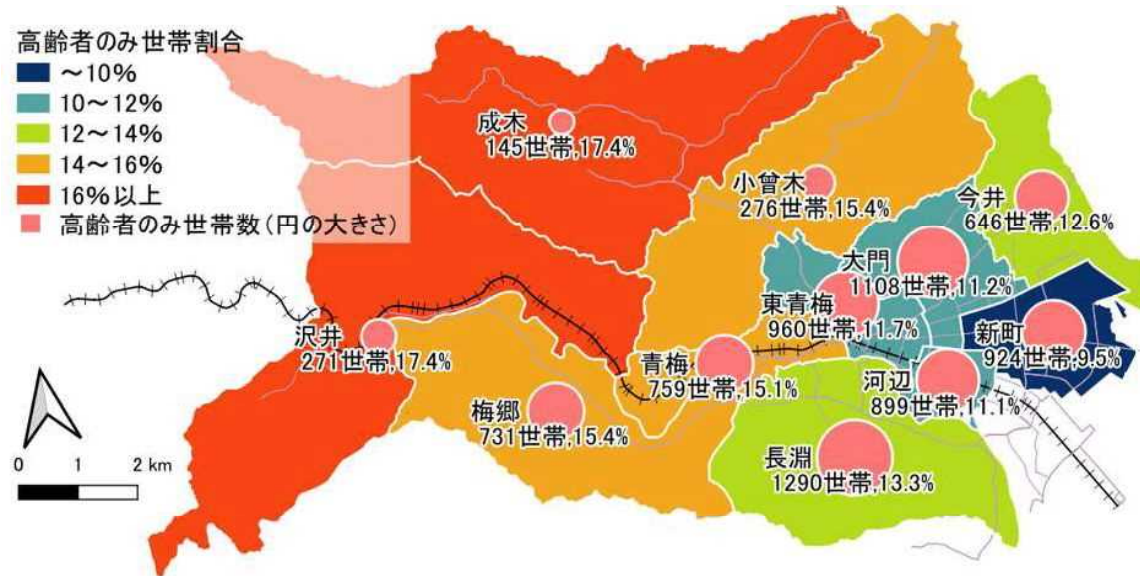 高齢者のみ世帯割合
～10%
10～12%
12～14%
14～16%
16%以上
高齢者のみ世帯数(円の大きさ)
成木
145世帯,17.4%
小曾木
276世帯,15.4%
今井
646世帯,12.6%
大門
1108世帯,11.2%
東青梅
960世帯,11.7%
新町
924世帯,9.5%
沢井
271世帯,17.4%
青梅
759世帯,15.1%
河辺
899世帯,11.1%
梅郷
731世帯,15.4%
長淵
1290世帯,13.3%
0 1 2 km